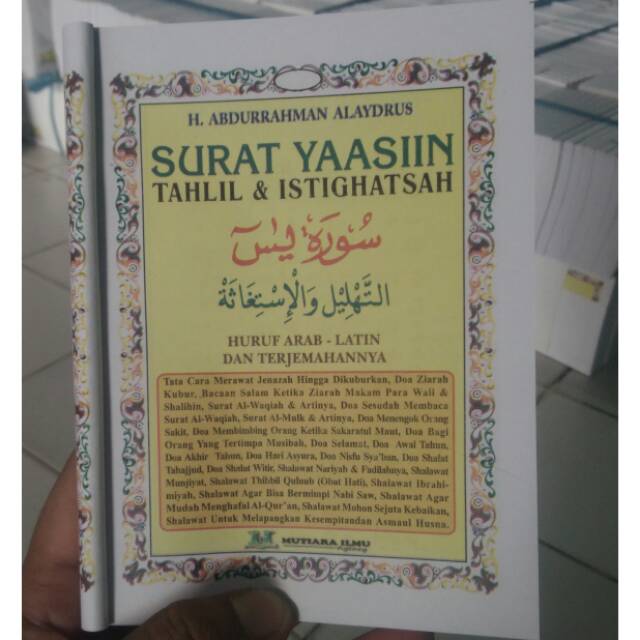 H. ABDURRAHMAN ALAYDRUS
SURAT YAASIIN
TAHLIL & ISTIGHATSAH
سُورَة يٰسٓ
التَّهْلِيْل وَالْإِسْتِغَاثَة
HURUF ARAB - LATIN
DAN TERJEMAHANNYA
Tata Cara Merawat Jenazah Hingga Dikuburkan, Doa Ziarah
Kubur, Bacaan Salam Ketika Ziarah Makam Para Wali &
Shalihin, Surat Al-Waqiah & Artinya, Doa Sesudah Membaca
Surat Al-Waqiah, Surat Al-Mulk & Artinya, Doa Menengok Orang
Sakit, Doa Membimbing Orang Ketika Sakaratul Maut, Doa Bagi
Orang Yang Tertimpa Musibah, Doa Selamat, Doa Awal Tahun,
Doa Akhir Tahun, Doa Hari Asyura, Doa Nisfu Sya'ban, Doa Shalat
Tahajjud, Doa Shalat Witir, Shalawat Nariyah & Fadilahnya, Shalawat
Munjiyat, Shalawat Thibbil Quloub (Obat Hati), Shalawat Ibrahi-
miyah, Shalawat Agar Bisa Bermimpi Nabi Saw, Shalawat Agar
Mudah Menghafal Al-Qur'an, Shalawat Mohon Sejuta Kebaikan,
Shalawat Untuk Melapangkan Kesempitandan Asmaul Husna.
MUTIARA ILMU